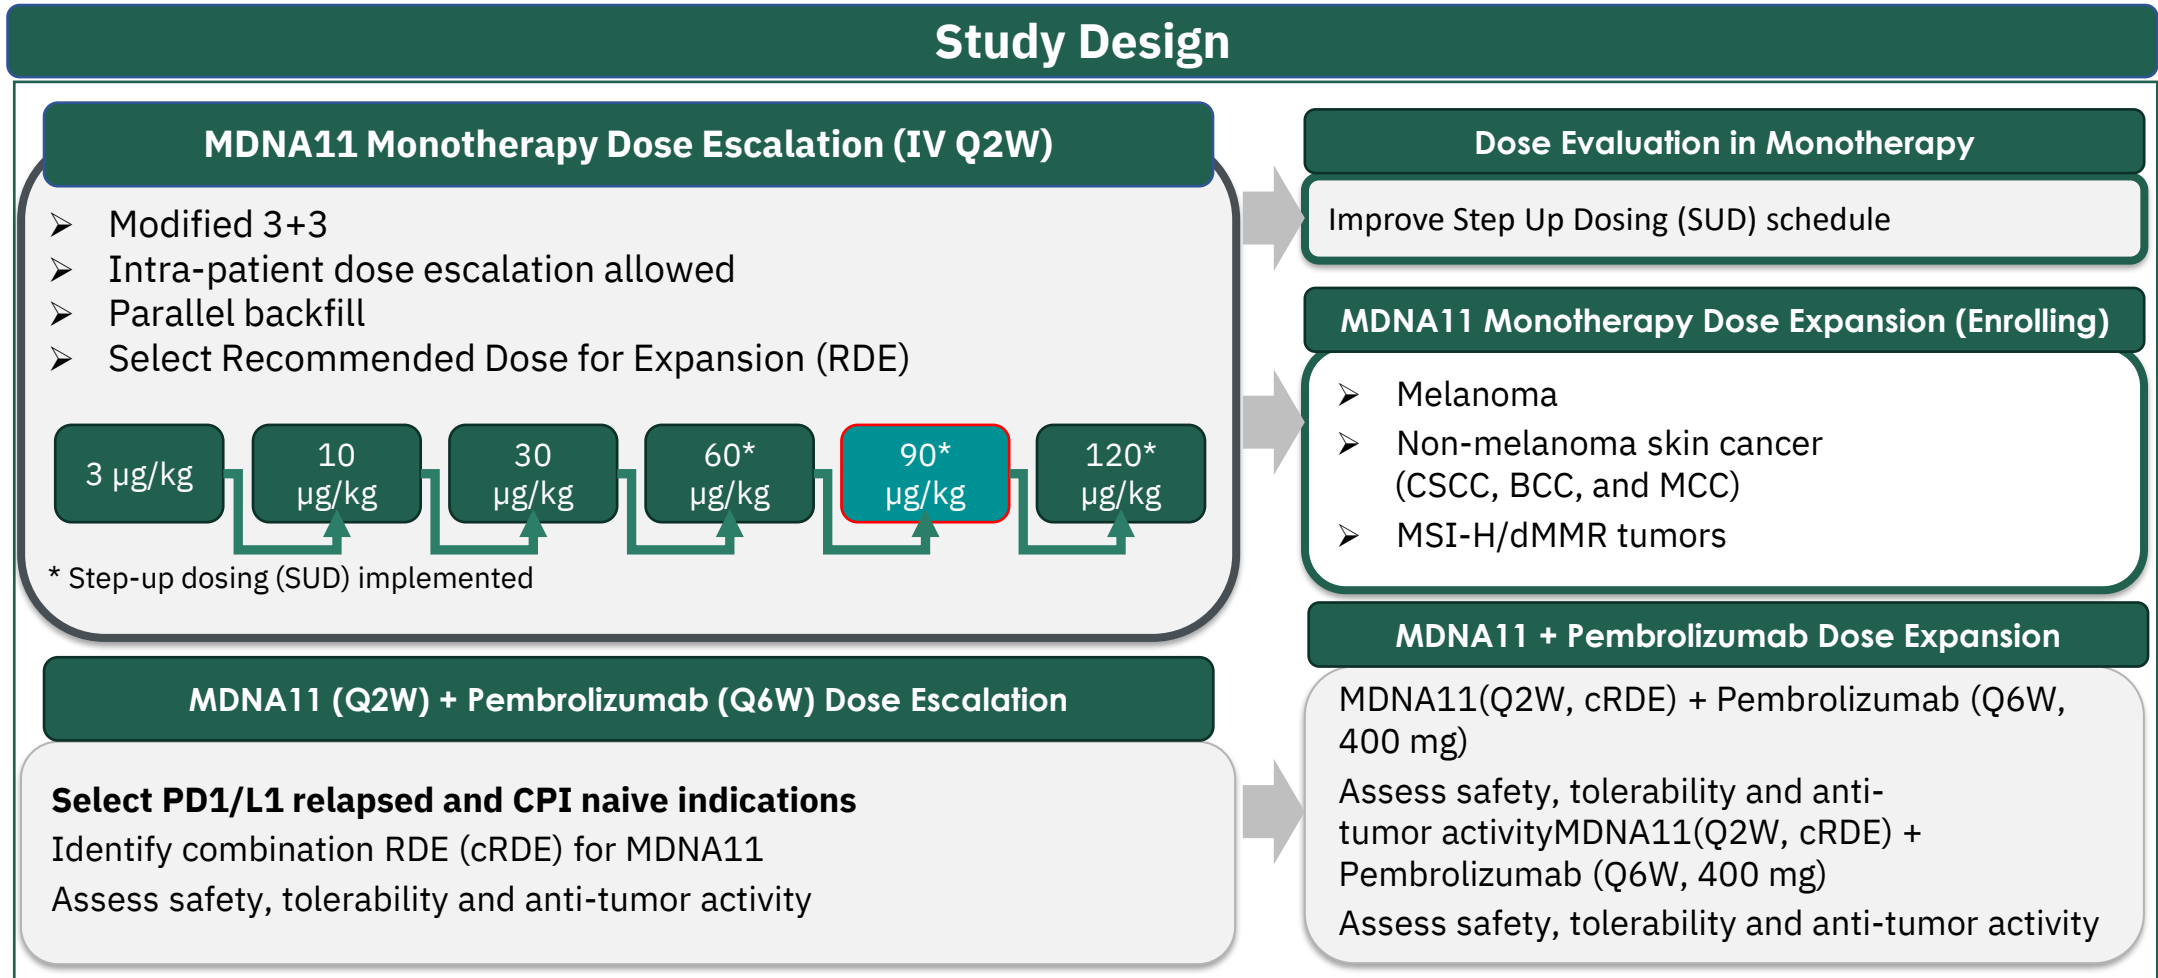 Study Design
MDNA11 Monotherapy Dose Escalation (IV Q2W)
➢ Modified 3+3
➢ Intra-patient dose escalation allowed
➢ Parallel backfill
➢ Select Recommended Dose for Expansion (RDE)
3 µg/kg
10
µg/kg
30
µg/kg
60*
µg/kg
90*
µg/kg
120*
µg/kg
* Step-up dosing (SUD) implemented
MDNA11 (Q2W) + Pembrolizumab (Q6W) Dose Escalation
Select PD1/L1 relapsed and CPI naive indications
Identify combination RDE (cRDE) for MDNA11
Assess safety, tolerability and anti-tumor activity
Dose Evaluation in Monotherapy
Improve Step Up Dosing (SUD) schedule
MDNA11 Monotherapy Dose Expansion (Enrolling)
➢ Melanoma
➢ Non-melanoma skin cancer
(CSCC, BCC, and MCC)
➢ MSI-H/dMMR tumors
MDNA11 + Pembrolizumab Dose Expansion
MDNA11(Q2W, cRDE) + Pembrolizumab (Q6W,
400 mg)
Assess safety, tolerability and anti-
tumor activityMDNA11(Q2W, cRDE) +
Pembrolizumab (Q6W, 400 mg)
Assess safety, tolerability and anti-tumor activity